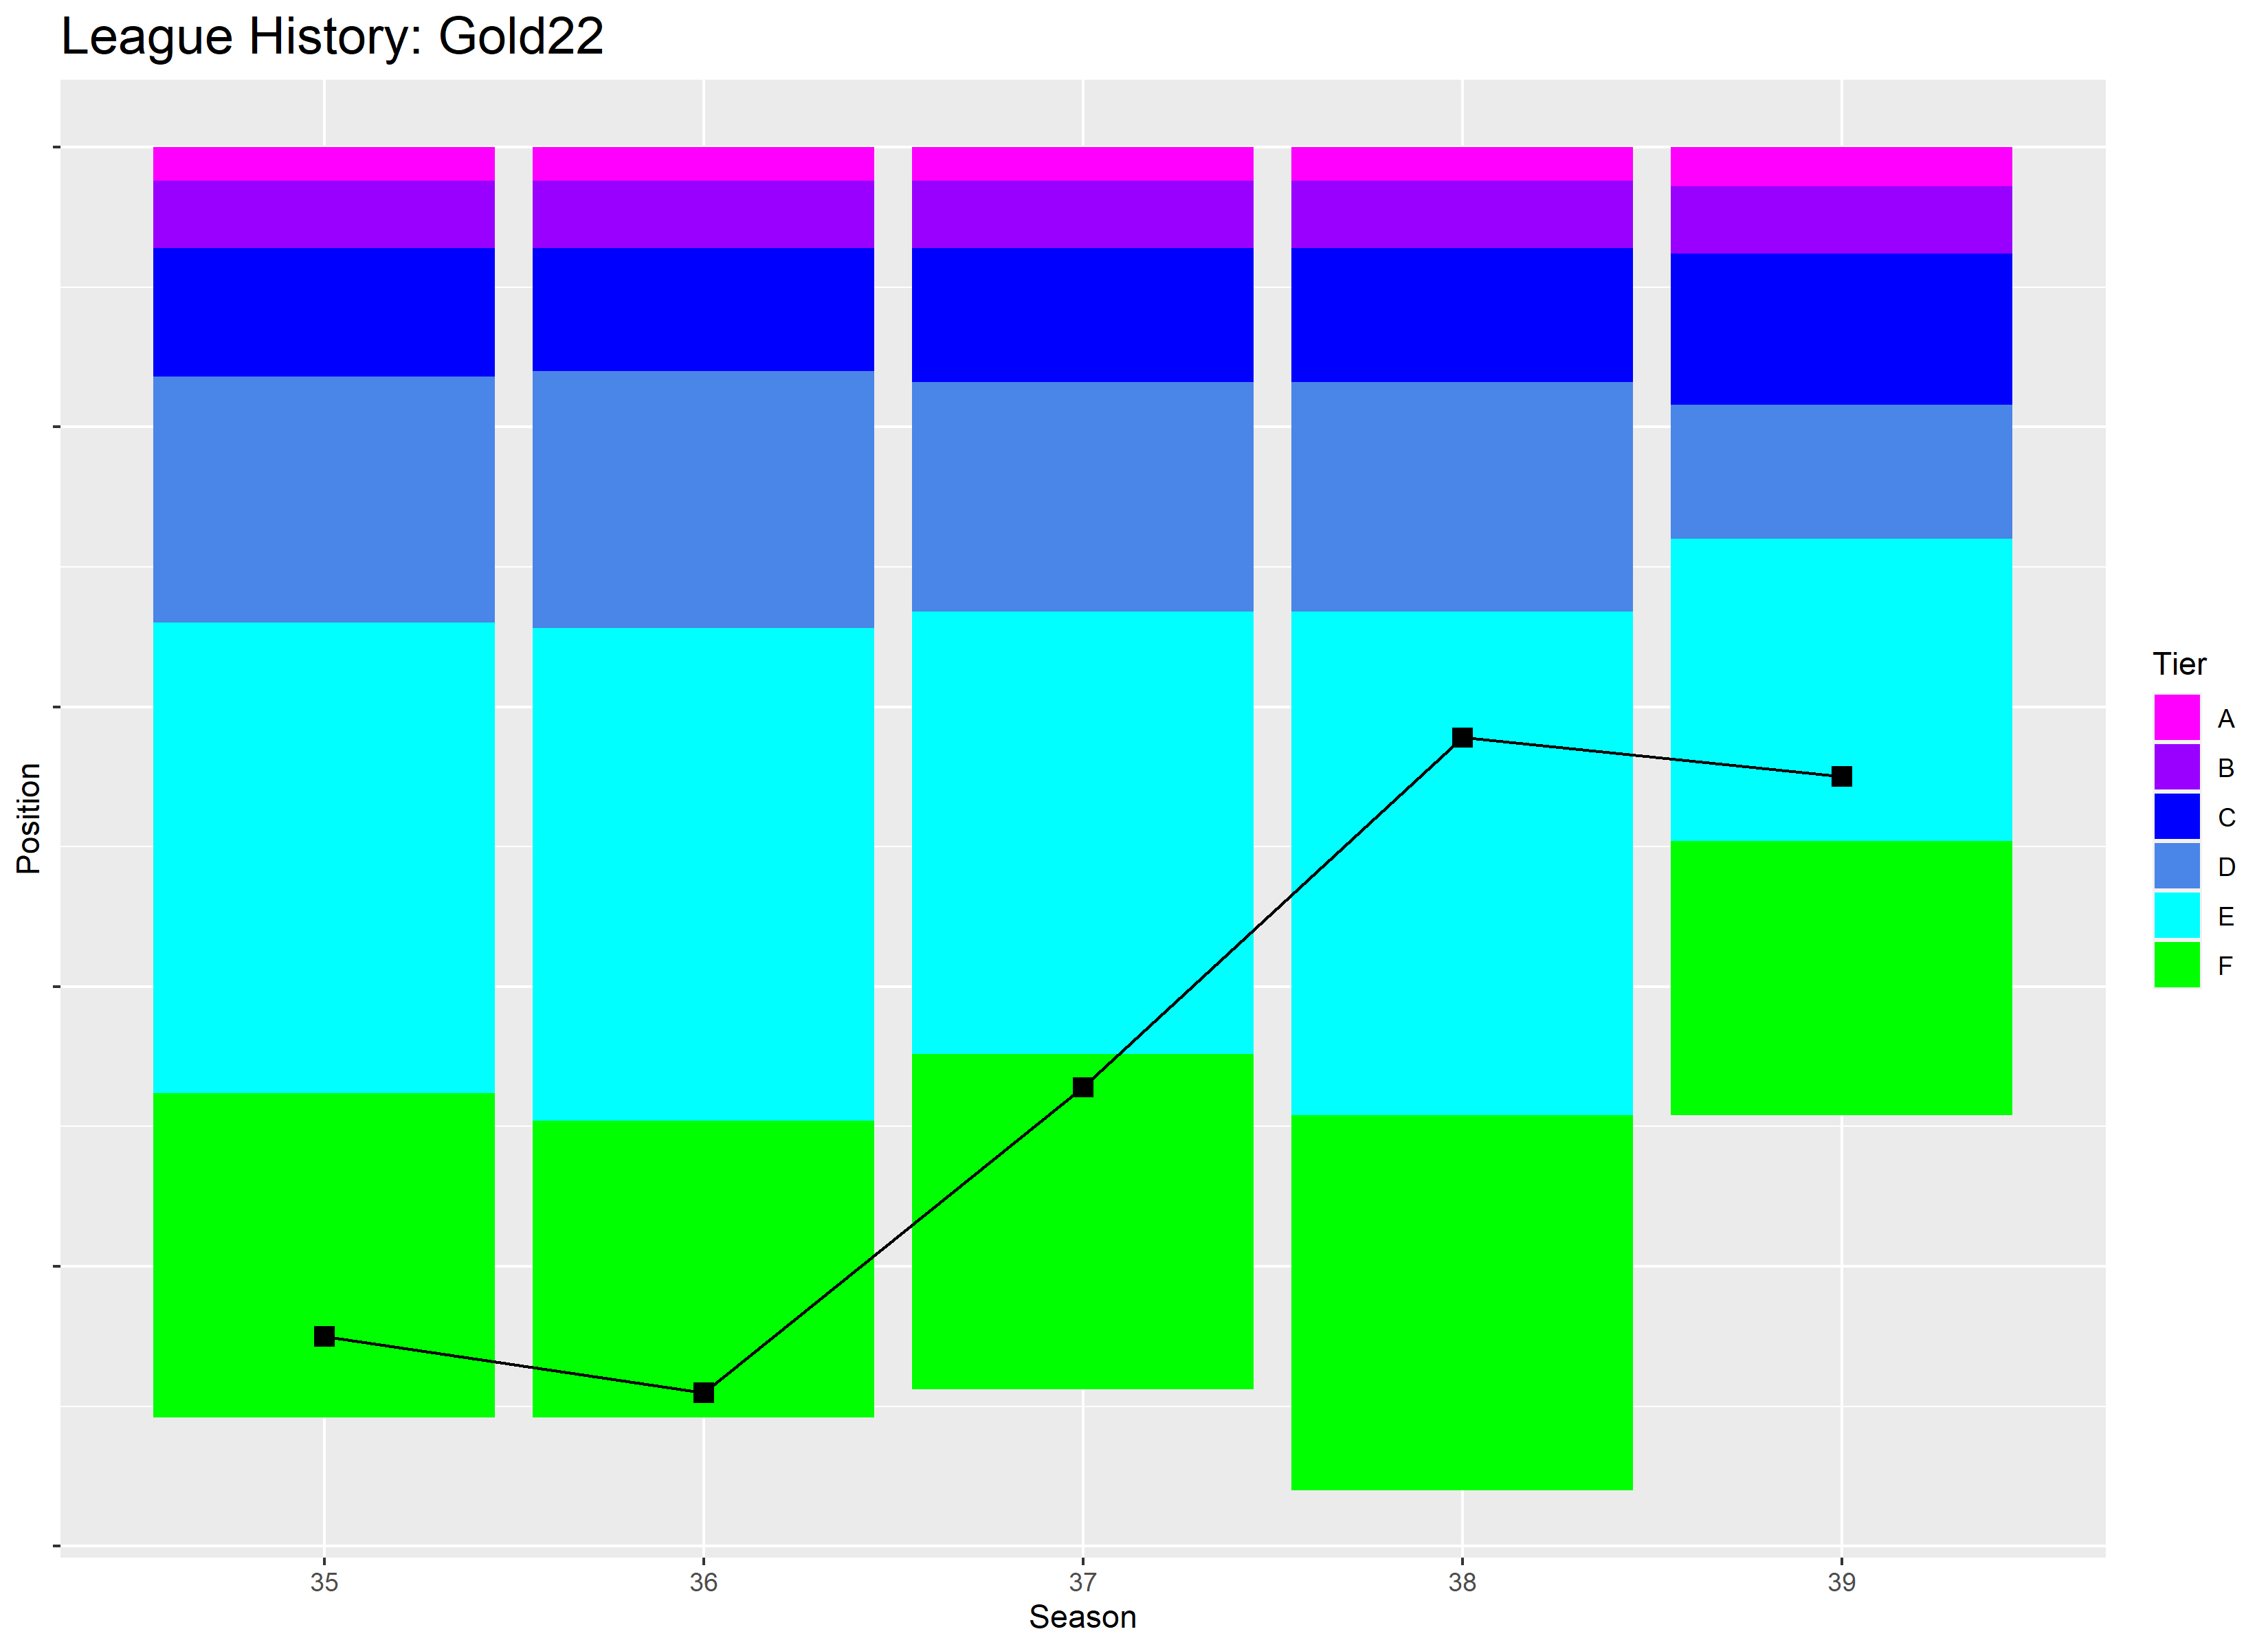 League History: Gold22
Position
Tier
A
B
C
D
E
F
35
36
37
38
39
Season